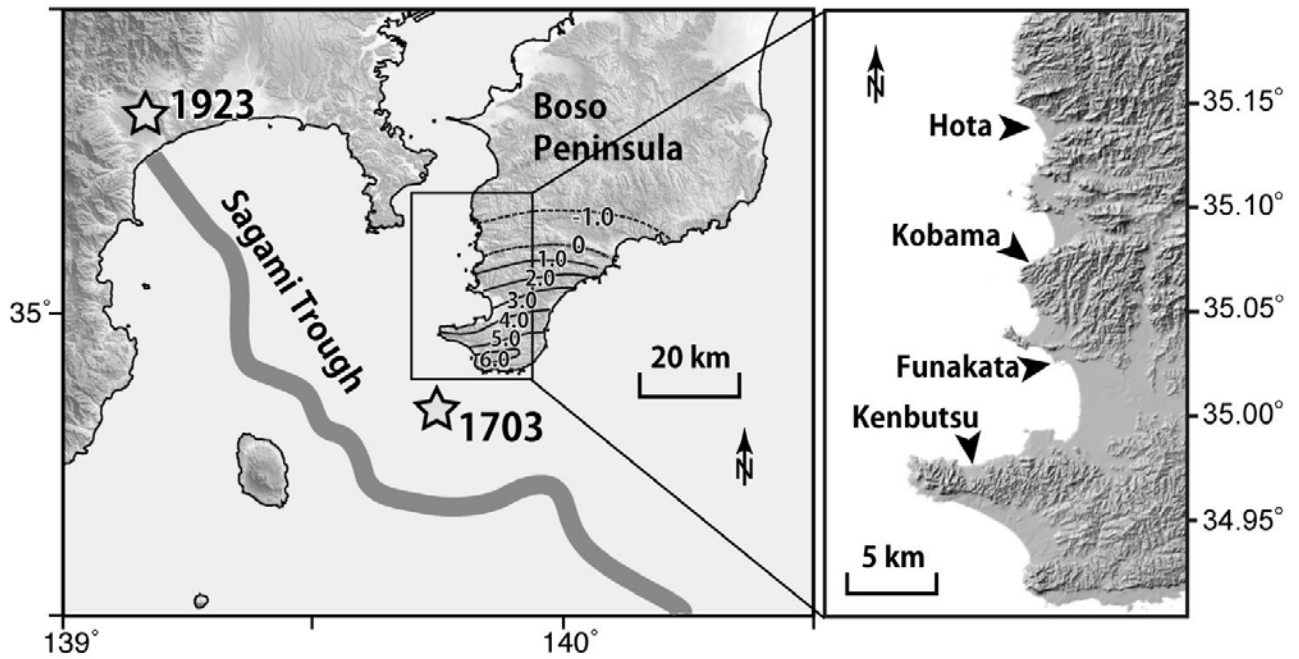 1923
Boso
Peninsula
Sagami Trough
-1.0
0
1.0
2.0
3.0
4.0
5.0
6.0
35°
20 km
1703
N
139°
140°
N
Hota
Kobama
Funakata
Kenbutsu
5 km
35.15°
35.10°
35.05°
35.00°
34.95°